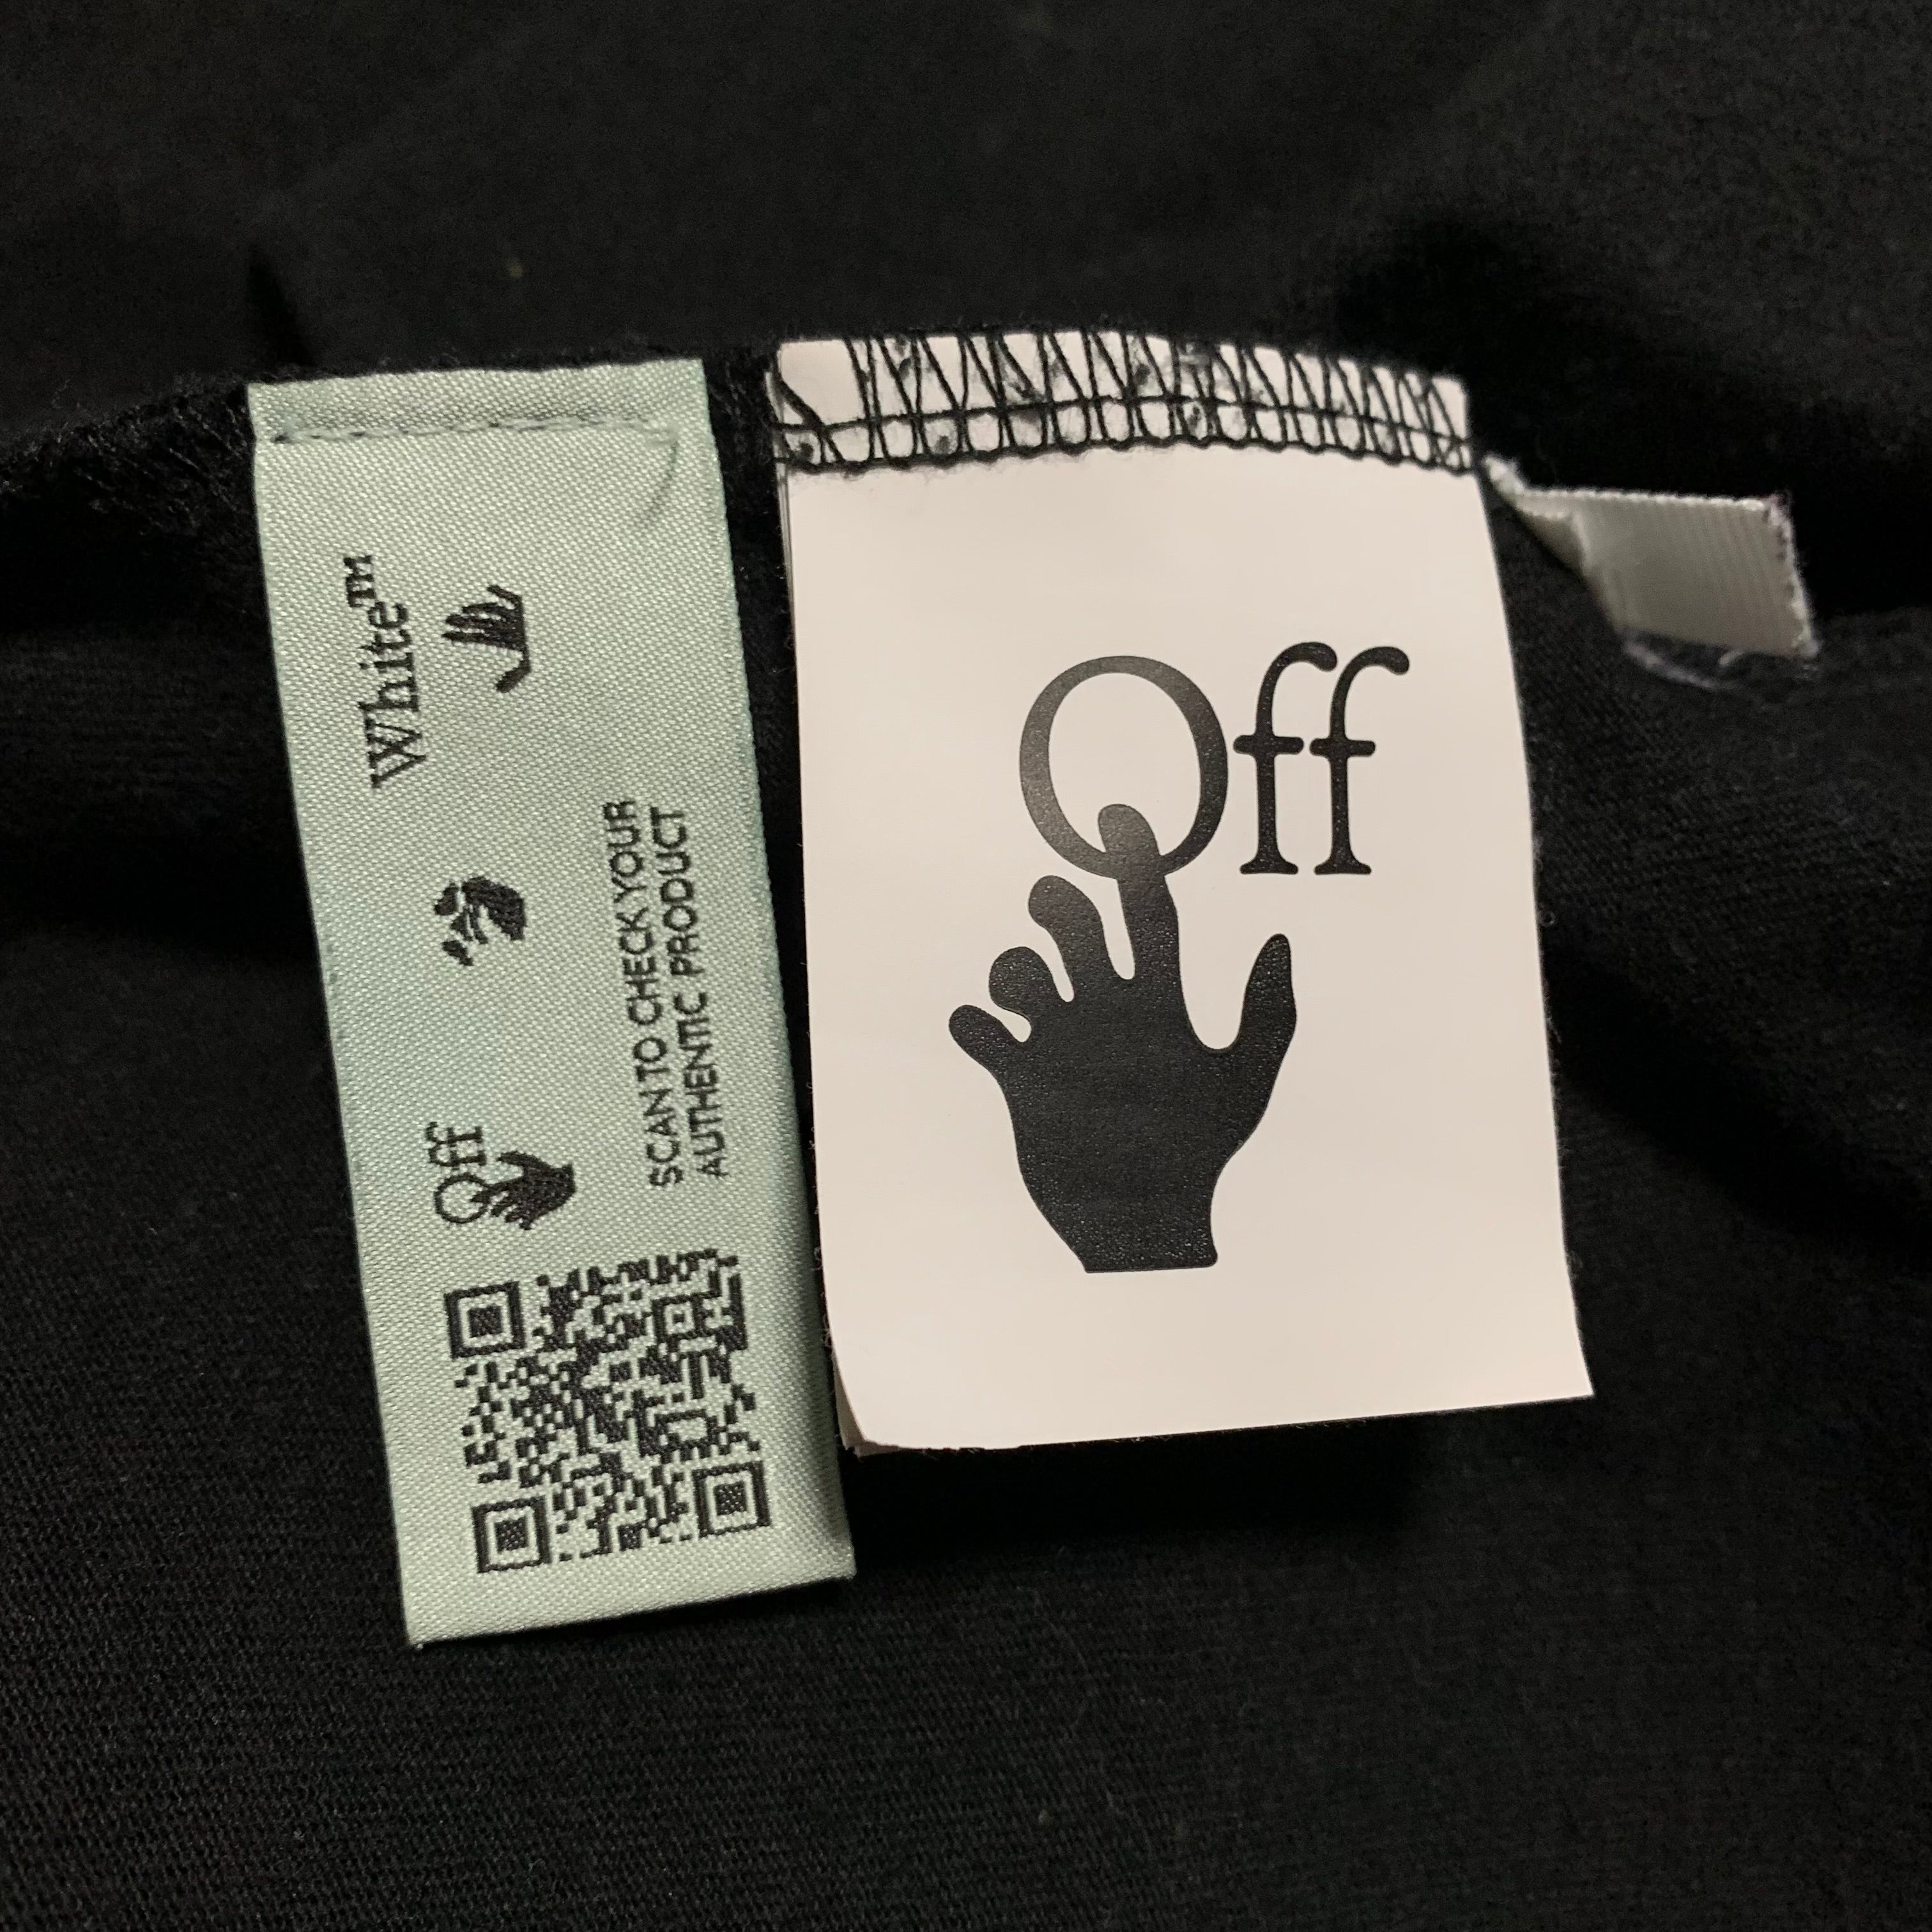 White™
Off
SCAN TO CHECK YOUR
AUTHENTIC PRODUCT
Off